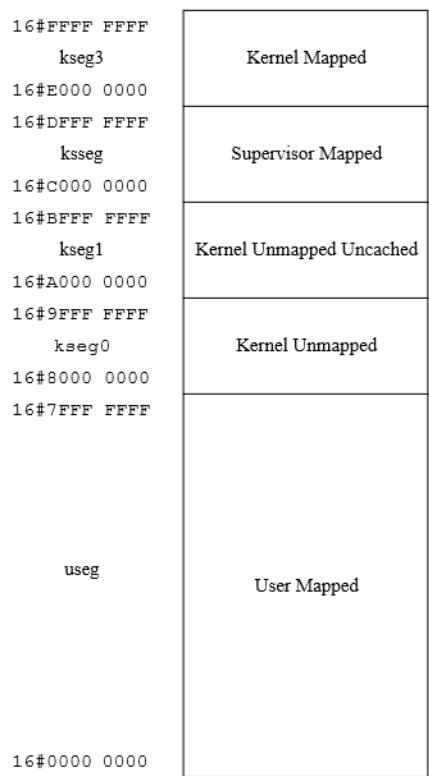 16#FFFF FFFF
kseg3 Kernel Mapped
16#E000 0000
16#DFFF FFFF
ksseg Supervisor Mapped
16#C000 0000
16#BFFF FFFF
kseg1 Kernel Unmapped Uncached
16#A000 0000
16#9FFF FFFF
kseg0 Kernel Unmapped
16#8000 0000
16#7FFF FFFF
useg
User Mapped
16#0000 0000